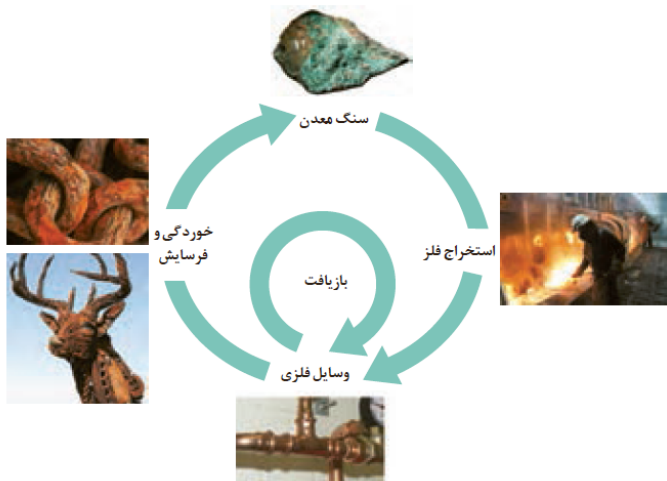 سنگ معدن
استخراج فلز
وسایل فلزی
خوردگی و
فرسایش
بازیافت